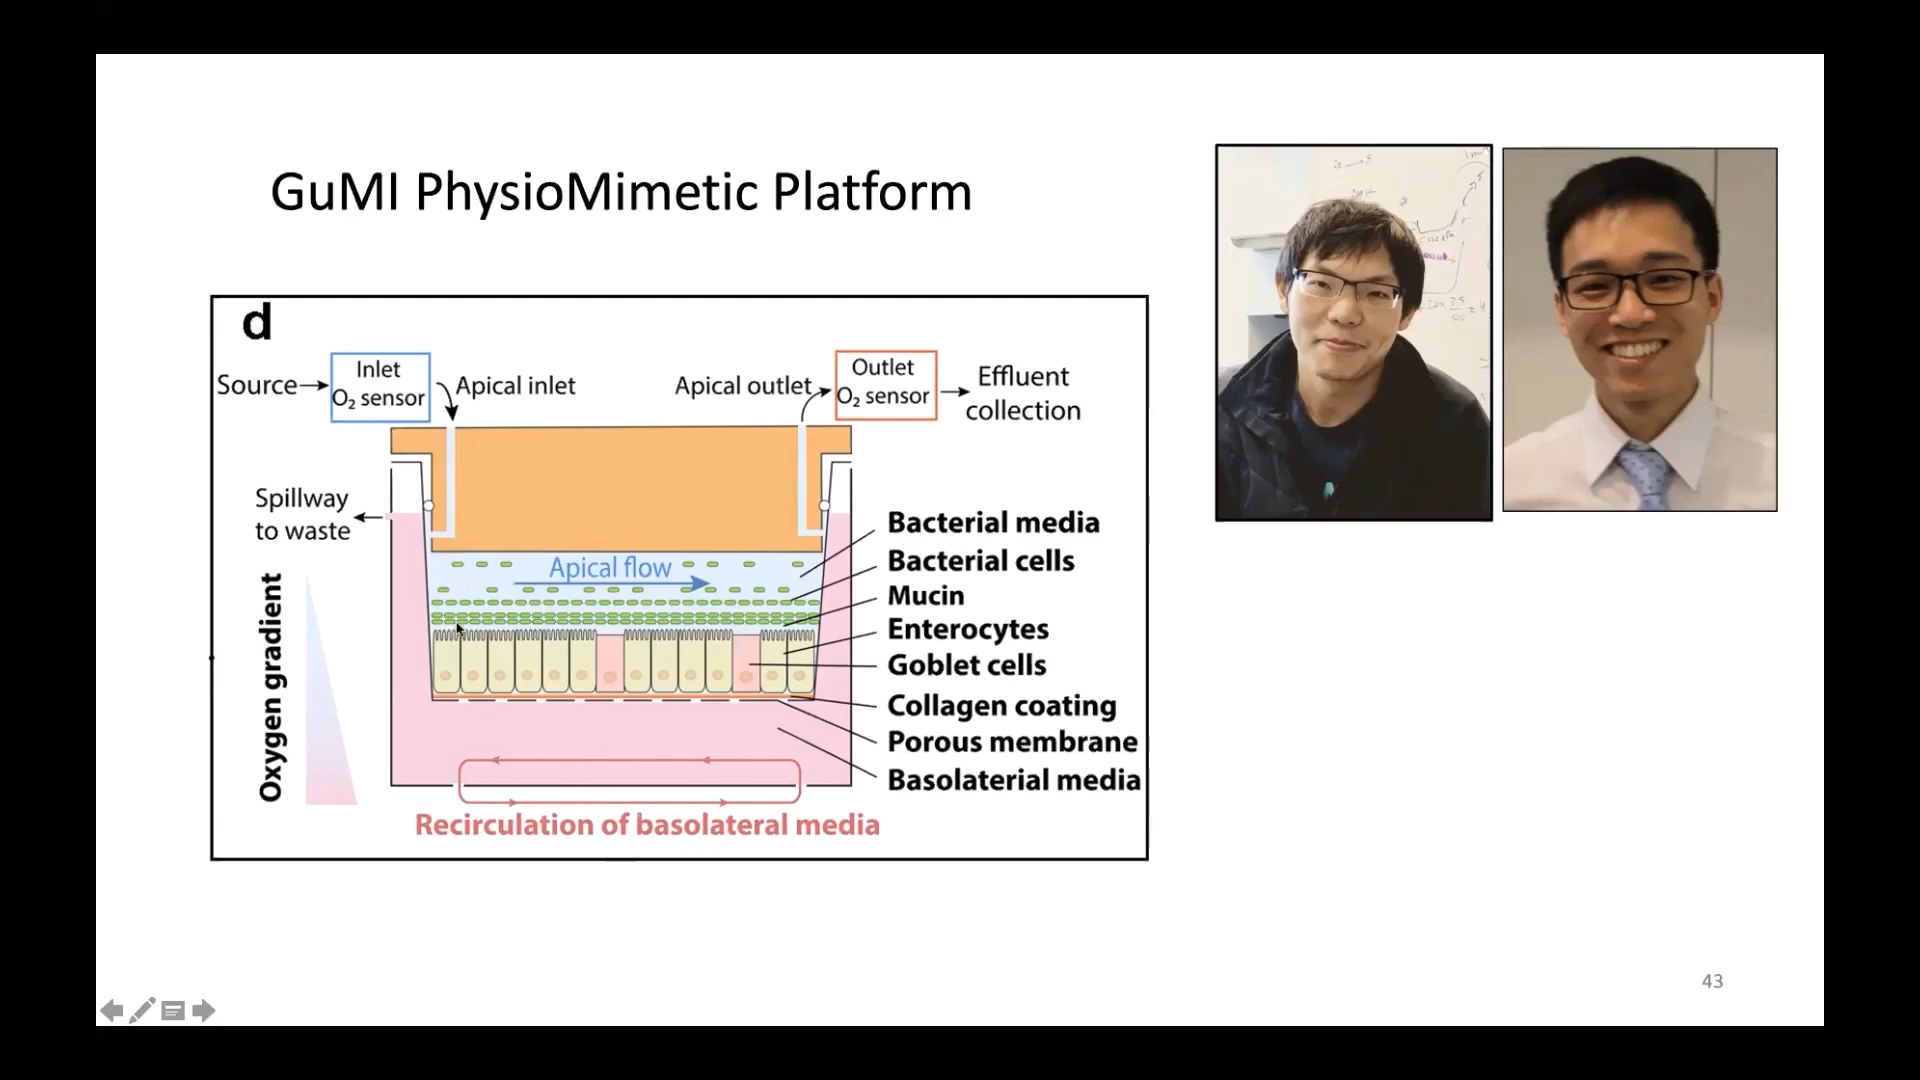 GuMI PhysioMimetic Platform
d
Source
Inlet
O₂ sensor
Apical inlet
Apical outlet
Outlet
O₂ sensor
Effluent
collection
Spillway
to waste
Apical flow
Oxygen gradient
Bacterial media
Bacterial cells
Mucin
Enterocytes
Goblet cells
Collagen coating
Porous membrane
Basolaterial media
Recirculation of basolateral media
43